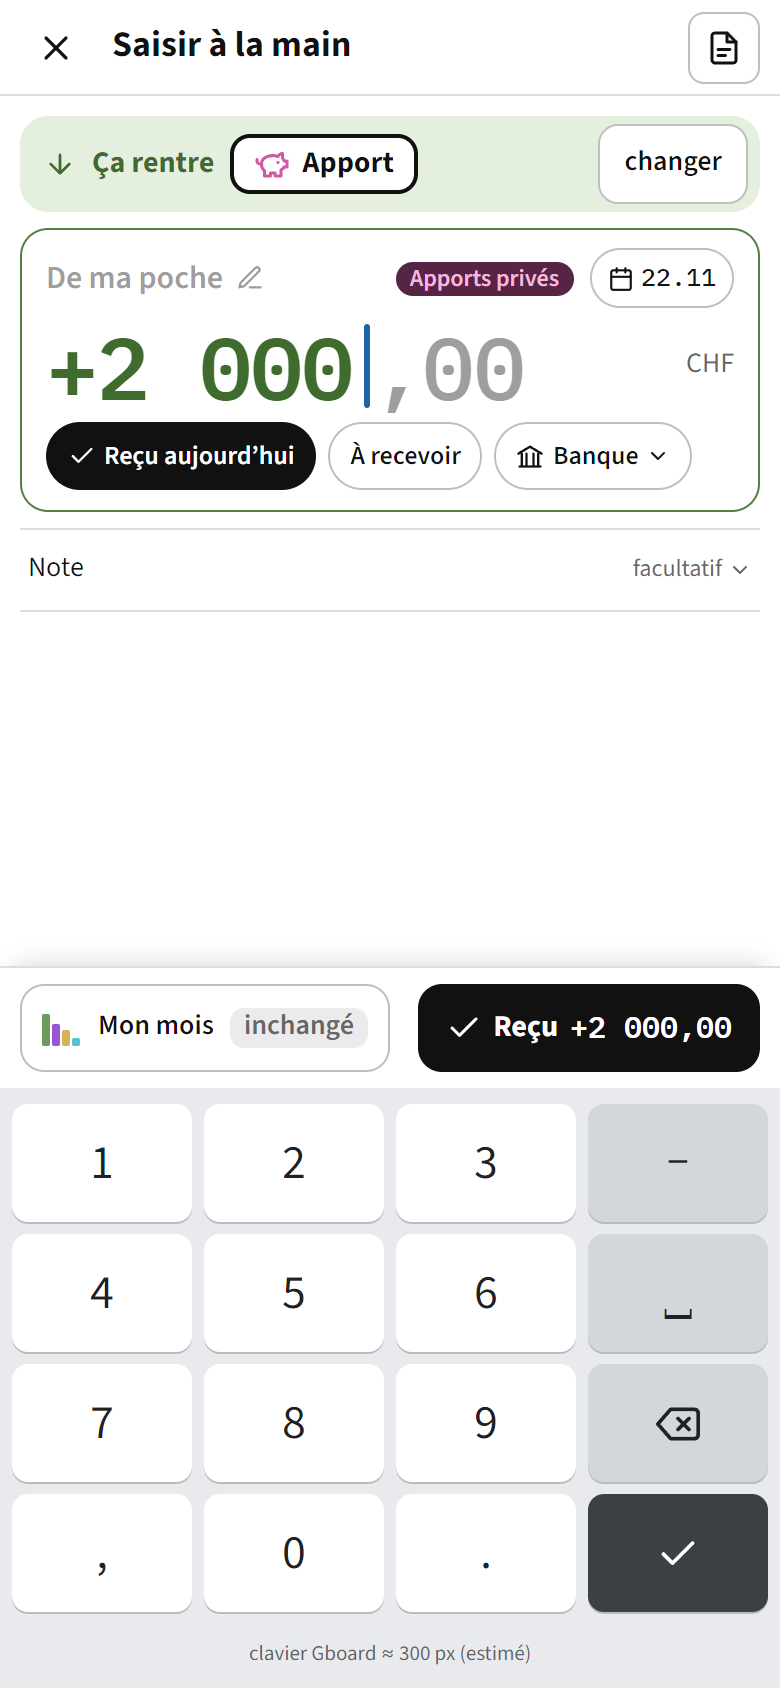 Saisir à la main
Ça rentre Apport changer
De ma poche Apports privés 22.11
+2 000,00 CHF
Reçu aujourd’hui À recevoir Banque
Note facultatif
Mon mois inchangé Reçu +2 000,00
1 2 3 −
4 5 6 ⎵
7 8 9
, 0 .
clavier Gboard ≈ 300 px (estimé)